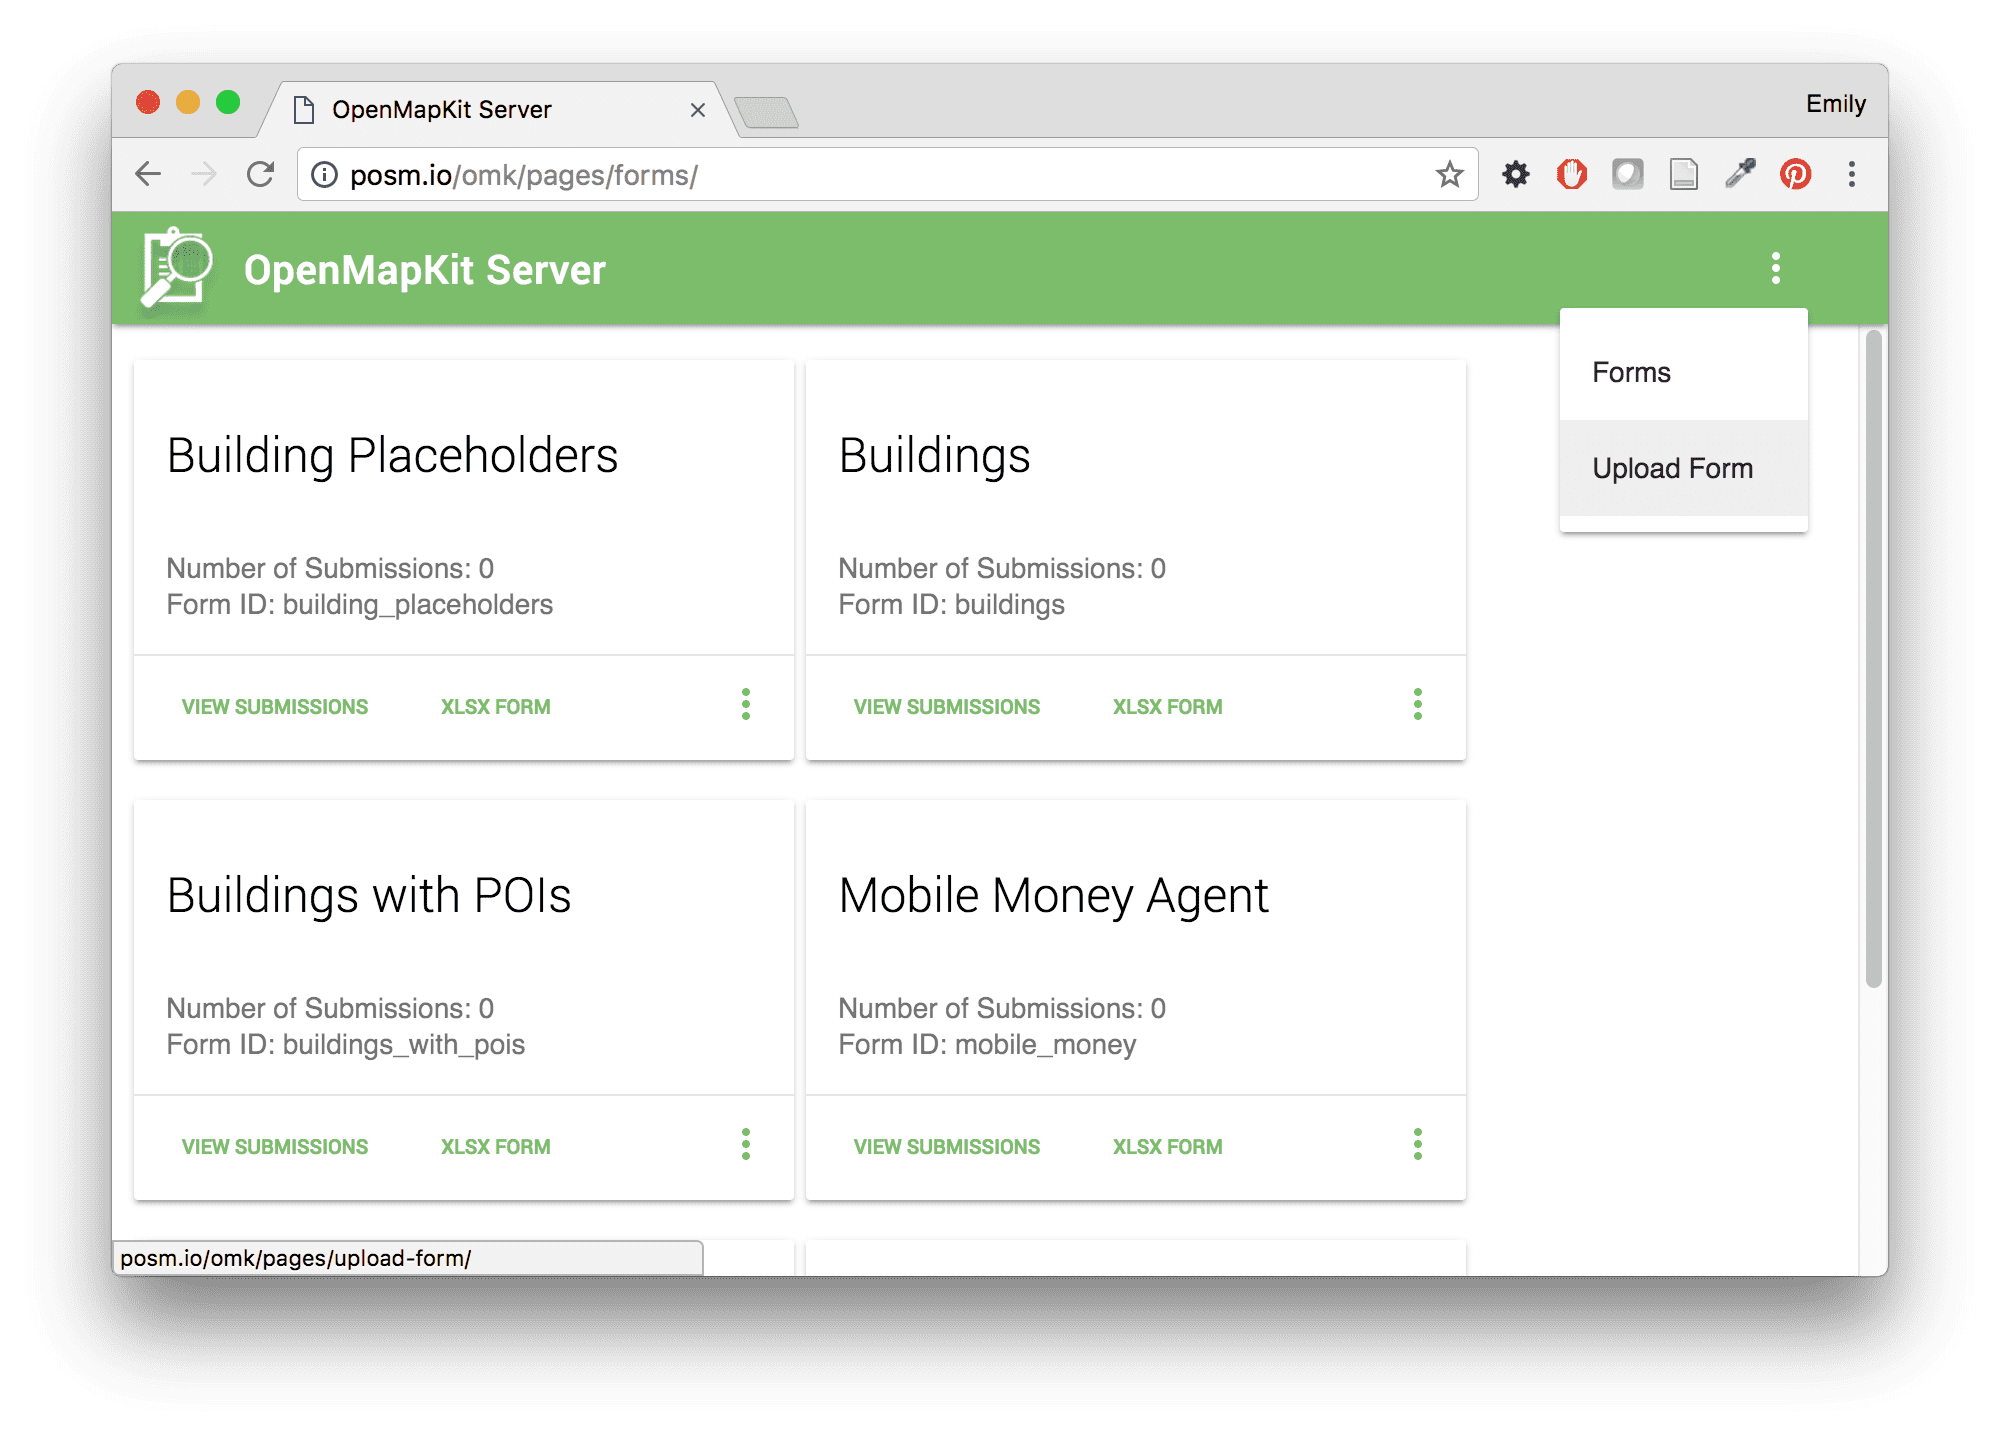 OpenMapKit Server
Emily
posm.io/omk/pages/forms/
OpenMapKit Server
Forms
Upload Form
Building Placeholders
Number of Submissions: 0
Form ID: building_placeholders
VIEW SUBMISSIONS XLSX FORM
Buildings
Number of Submissions: 0
Form ID: buildings
VIEW SUBMISSIONS XLSX FORM
Buildings with POIs
Number of Submissions: 0
Form ID: buildings_with_pois
VIEW SUBMISSIONS XLSX FORM
Mobile Money Agent
Number of Submissions: 0
Form ID: mobile_money
VIEW SUBMISSIONS XLSX FORM
posm.io/omk/pages/upload-form/